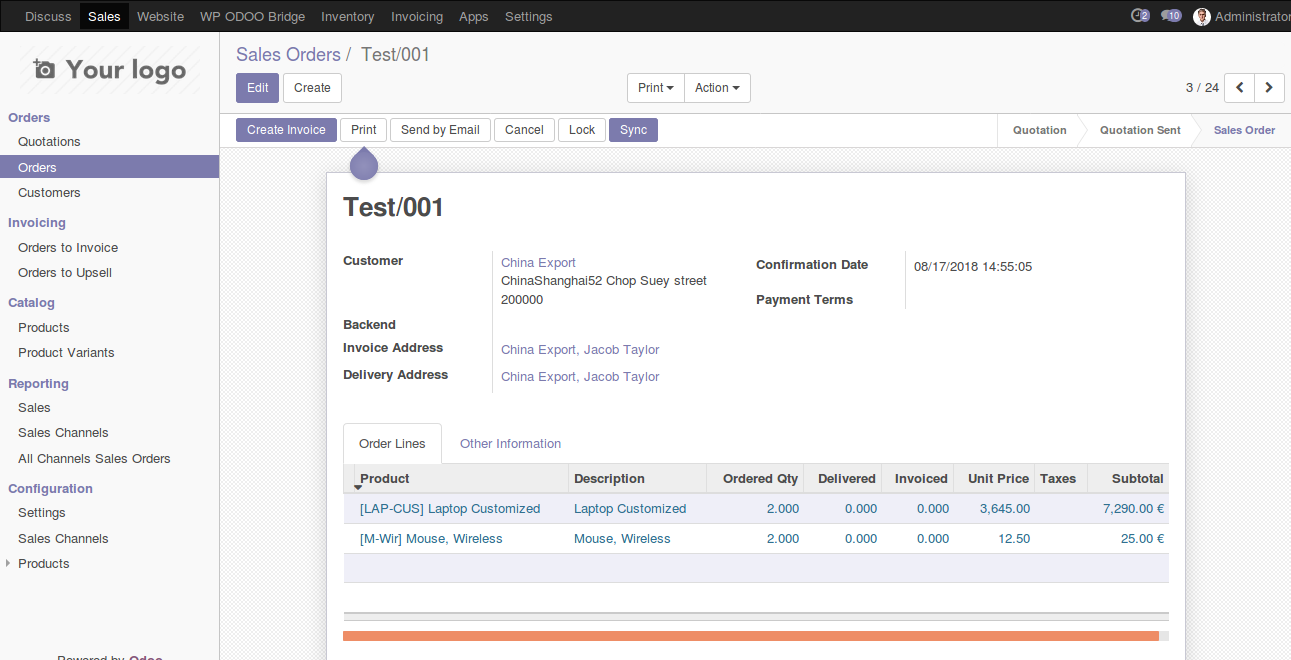 Discuss Sales Website WP ODOO Bridge Inventory Invoicing Apps Settings 2 10 Administrator
Your logo
Orders
Quotations
Orders
Customers
Invoicing
Orders to Invoice
Orders to Upsell
Catalog
Products
Product Variants
Reporting
Sales
Sales Channels
All Channels Sales Orders
Configuration
Settings
Sales Channels
Products
Powered by Odoo
Sales Orders / Test/001
Edit Create Print Action 3 / 24
Create Invoice Print Send by Email Cancel Lock Sync Quotation Quotation Sent Sales Order
Test/001
Customer China Export
ChinaShanghai52 Chop Suey street
200000
Confirmation Date 08/17/2018 14:55:05
Payment Terms
Backend
Invoice Address China Export, Jacob Taylor
Delivery Address China Export, Jacob Taylor
Order Lines Other Information
Product Description Ordered Qty Delivered Invoiced Unit Price Taxes Subtotal
[LAP-CUS] Laptop Customized Laptop Customized 2.000 0.000 0.000 3,645.00 7,290.00 €
[M-Wir] Mouse, Wireless Mouse, Wireless 2.000 0.000 0.000 12.50 25.00 €